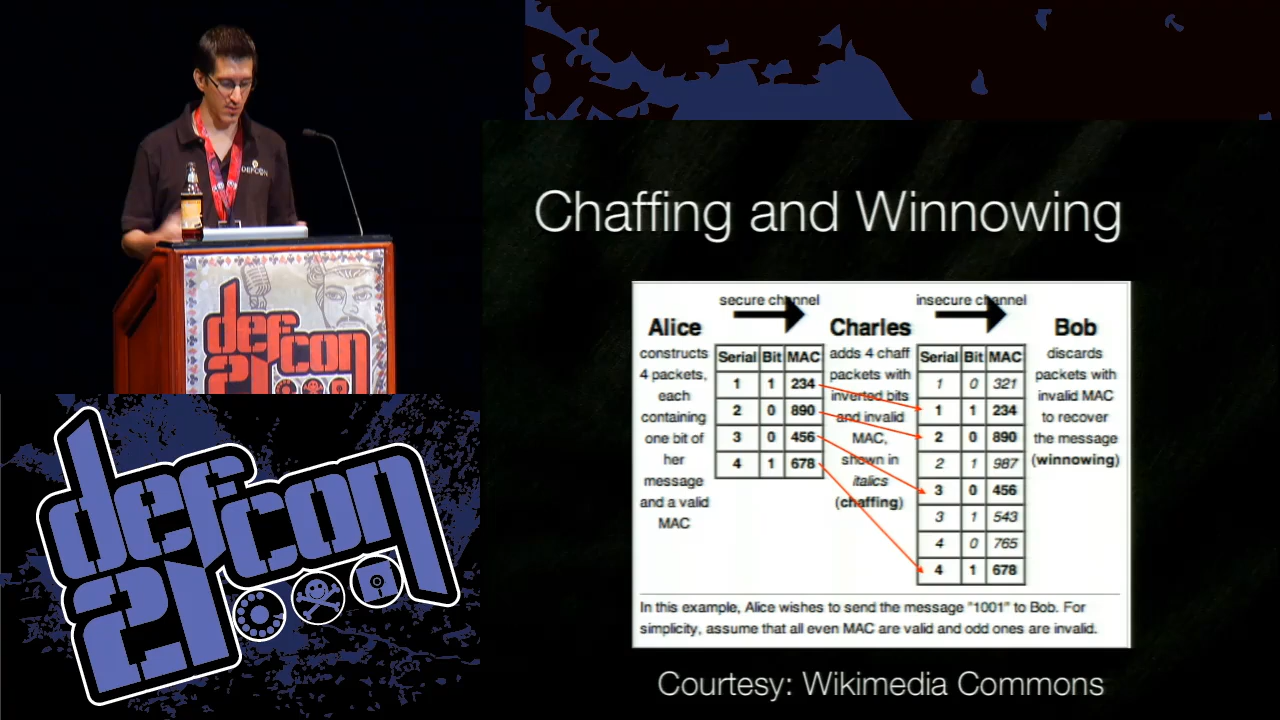 DEFCON
defcon
21
defcon
21
Chaffing and Winnowing
secure channel
insecure channel
Alice
constructs
4 packets,
each
containing
one bit of
her
message
and a valid
MAC
Serial Bit MAC
1 1 234
2 0 890
3 0 456
4 1 678
Charles
adds 4 chaff
packets with
inverted bits
and invalid
MAC,
shown in
italics
(chaffing)
Serial Bit MAC
1 0 321
1 1 234
2 0 890
2 1 987
3 0 456
3 1 543
4 0 765
4 1 678
Bob
discards
packets with
invalid MAC
to recover
the message
(winnowing)
In this example, Alice wishes to send the message "1001" to Bob. For
simplicity, assume that all even MAC are valid and odd ones are invalid.
Courtesy: Wikimedia Commons